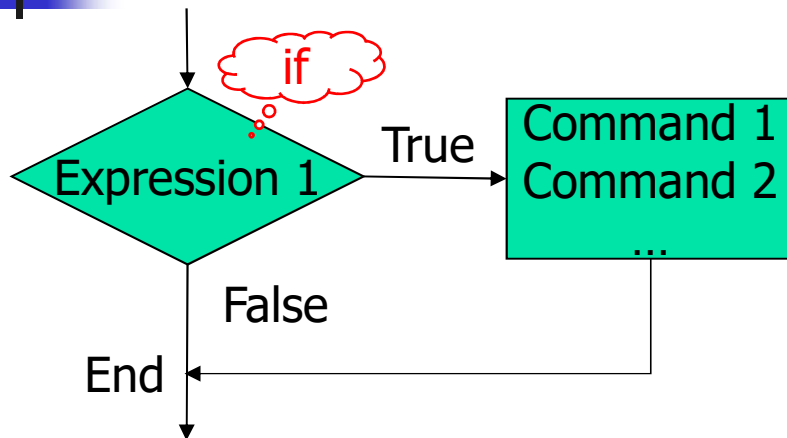 if
Expression 1
True
Command 1
Command 2
...
False
End